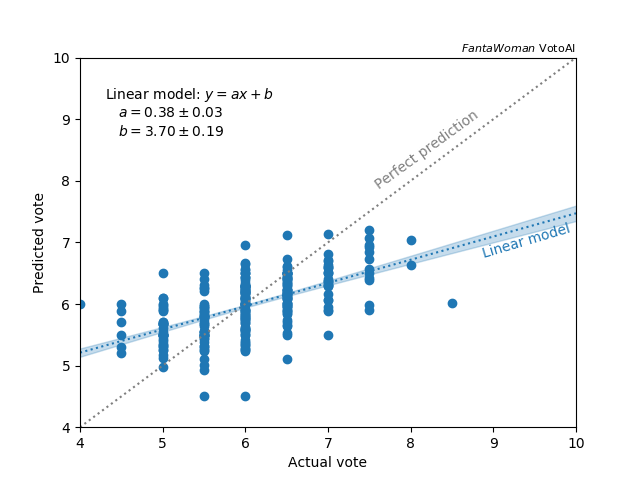 FantaWoman VotoAI
10
9
8
7
6
5
4
4
5
6
7
8
9
10
Predicted vote
Actual vote
Linear model: y = ax + b
a = 0.38 ± 0.03
b = 3.70 ± 0.19
Perfect prediction
Linear model